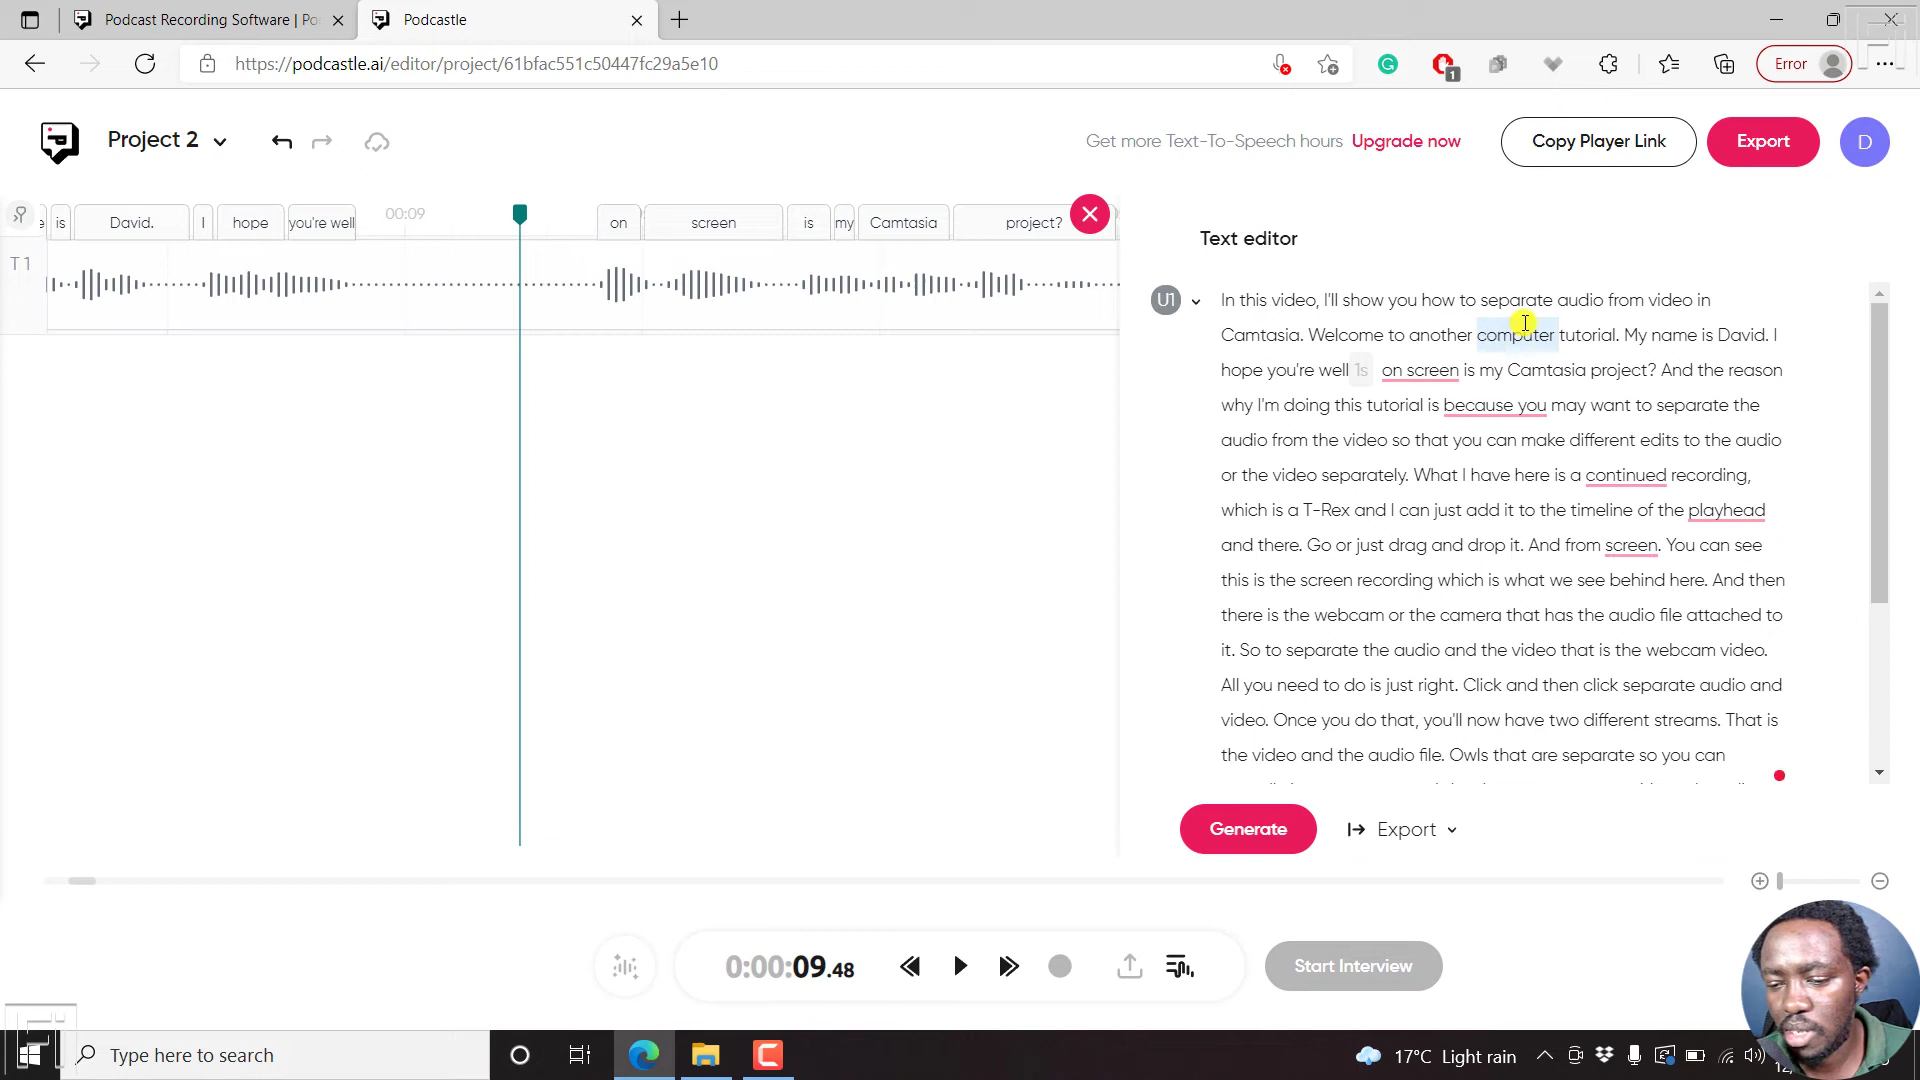 Podcast Recording Software | Po
Podcastle
https://podcastle.ai/editor/project/61bfac551c50447fc29a5e10
1
Error
Project 2
Get more Text-To-Speech hours Upgrade now
Copy Player Link
Export
D
e is David. I hope you're well 00:09 on screen is my Camtasia project?
T 1
Text editor
U1
In this video, I'll show you how to separate audio from video in
Camtasia. Welcome to another computer tutorial. My name is David. I
hope you're well 1s on screen is my Camtasia project? And the reason
why I'm doing this tutorial is because you may want to separate the
audio from the video so that you can make different edits to the audio
or the video separately. What I have here is a continued recording,
which is a T-Rex and I can just add it to the timeline of the playhead
and there. Go or just drag and drop it. And from screen. You can see
this is the screen recording which is what we see behind here. And then
there is the webcam or the camera that has the audio file attached to
it. So to separate the audio and the video that is the webcam video.
All you need to do is just right. Click and then click separate audio and
video. Once you do that, you'll now have two different streams. That is
the video and the audio file. Owls that are separate so you can
Generate
Export
0:00:09.48
Start Interview
Type here to search
17°C Light rain